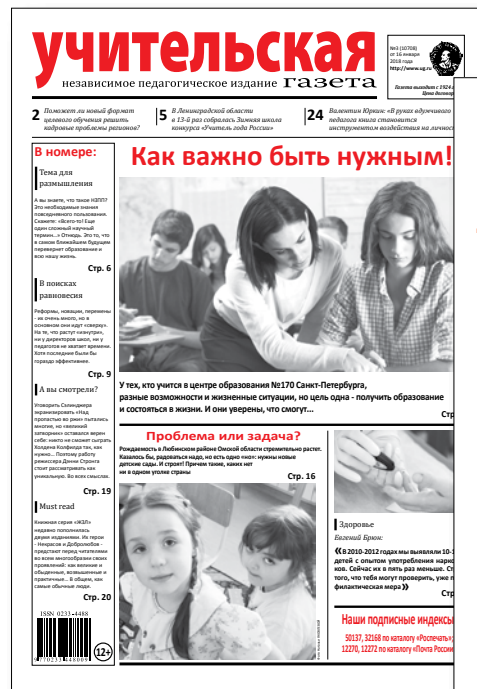 учительская
независимое педагогическое издание газета
№3 (10708)
от 16 января
2018 года
http://www.ug.ru
Газета выходит с 1924
Цена
2 Поможет ли новый формат
целевого обучения решить
кадровые проблемы регионов?
5 В Ленинградской области
в 13-й раз собралась Зимняя школа
конкурса «Учитель года России»
24 Валентин Юркин: «В руках вдумчивого
педагога книга становится
инструментом воздействия на
В номере:
Тема для
размышления
А вы знаете, что такое НЗПП?
Это необходимые знания
повседневного пользования.
Скажете: «Всего-то! Еще
один сложный научный
термин...» Отнюдь. Это то, что
в самом ближайшем будущем
перевернет образование и
всю нашу жизнь.
Стр. 6
В поисках
равновесия
Реформы, новации, перемены
- их очень много, но в
основном они идут «сверху».
На те, что растут «изнутри»,
ни у директоров школ, ни у
педагогов не хватает времени.
Хотя последние были бы
гораздо эффективнее.
Стр. 9
А вы смотрели?
Уговорить Сэлинджера
экранизировать «Над
пропастью во ржи» пытались
многие, но «великий
затворник» оставался верен
себе: никто не сможет сыграть
Холдена Колфилда так, как
нужно... Поэтому работу
режиссера Дэнни Стронга
стоит рассматривать как
уникальную. Во всех смыслах.
Стр. 19
Must read
Книжная серия «ЖЗЛ»
недавно пополнилась
двумя изданиями. Их герои
- Некрасов и Добролюбов -
предстают перед читателями
во всем многообразии своих
проявлений: как великие и
обыденные, возвышенные и
практичные... В общем, как
самые обычные люди.
Стр. 20
ISSN 0233-4488
9 770233 448009
12+
Как важно быть нужным!
У тех, кто учится в центре образования №170 Санкт-Петербурга,
разные возможности и жизненные ситуации, но цель одна - получить образование
и состояться в жизни. И они уверены, что смогут...
Стр
Проблема или задача?
Рождаемость в Любинском районе Омской области стремительно растет.
Казалось бы, радоваться надо, но есть одно «но»: нужны новые
детские сады. И строят! Причем такие, каких нет
ни в одном уголке страны
Стр. 16
Здоровье
Евгений Брюн:
«В 2010-2012 годах мы выявляли 10-
детей с опытом употребления
ков. Сейчас их в пять раз меньше.
того, что тебя могут проверить, уже
филактическая мера»
Стр
Наши подписные индексы
50137, 32168 по каталогу «Роспечать»;
12270, 12272 по каталогу «Почта России